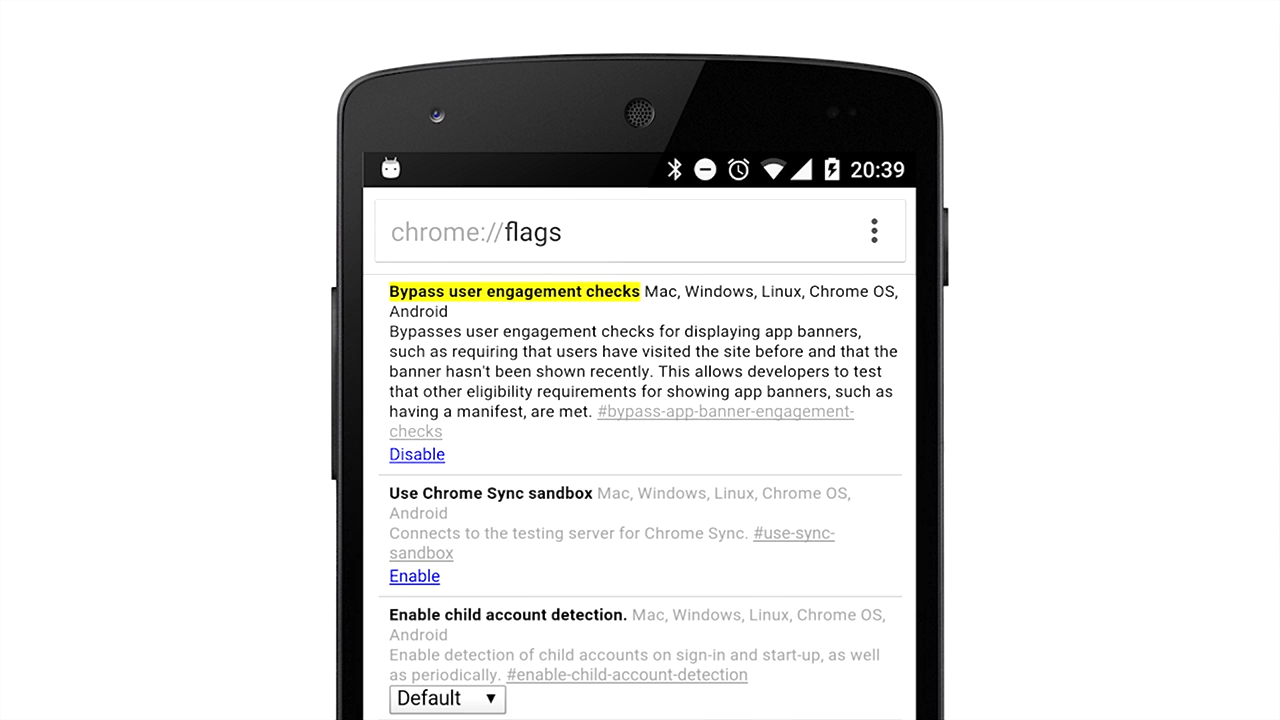 20:39
chrome://flags
Bypass user engagement checks Mac, Windows, Linux, Chrome OS,
Android
Bypasses user engagement checks for displaying app banners,
such as requiring that users have visited the site before and that the
banner hasn't been shown recently. This allows developers to test
that other eligibility requirements for showing app banners, such as
having a manifest, are met. #bypass-app-banner-engagement-
checks
Disable
Use Chrome Sync sandbox Mac, Windows, Linux, Chrome OS,
Android
Connects to the testing server for Chrome Sync. #use-sync-
sandbox
Enable
Enable child account detection. Mac, Windows, Linux, Chrome OS,
Android
Enable detection of child accounts on sign-in and start-up, as well
as periodically. #enable-child-account-detection
Default